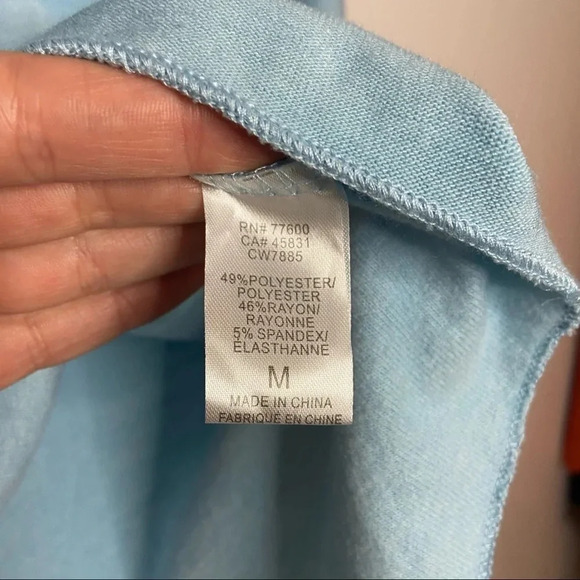 RN# 77600
CA# 45831
CW7885
49%POLYESTER/
POLYESTER
46%RAYON/
RAYONNE
5% SPANDEX/
ELASTHANNE
M
MADE IN CHINA
FABRIQUÉ EN CHINE